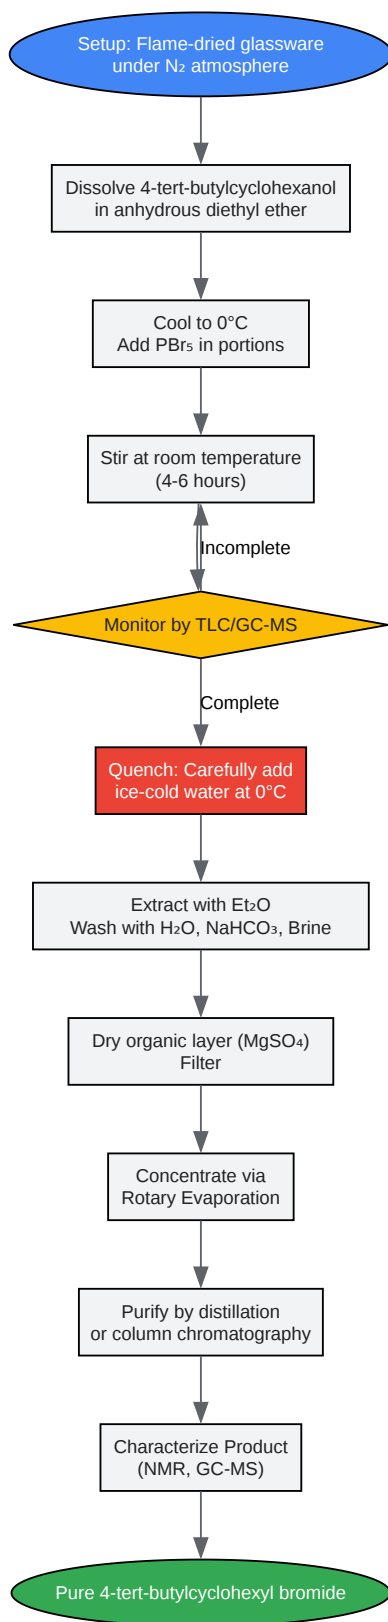 Setup: Flame-dried glassware
under N₂ atmosphere
Dissolve 4-tert-butylcyclohexanol
in anhydrous diethyl ether
Cool to 0°C
Add PBr₅ in portions
Stir at room temperature
(4-6 hours)
Incomplete
Monitor by TLC/GC-MS
Complete
Quench: Carefully add
ice-cold water at 0°C
Extract with Et₂O
Wash with H₂O, NaHCO₃, Brine
Dry organic layer (MgSO₄)
Filter
Concentrate via
Rotary Evaporation
Purify by distillation
or column chromatography
Characterize Product
(NMR, GC-MS)
Pure 4-tert-butylcyclohexyl bromide